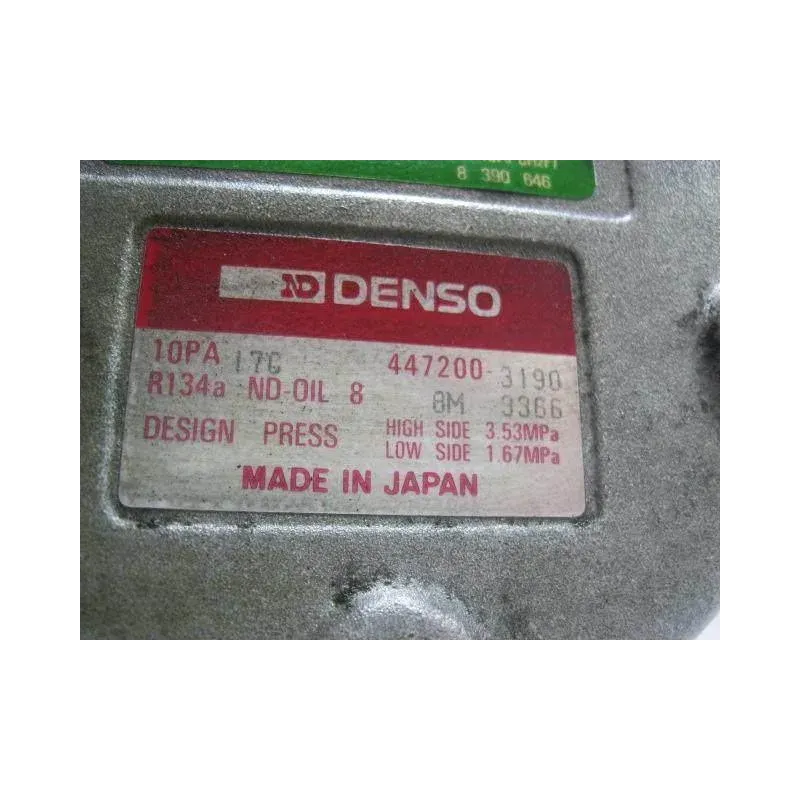 8 390 646
ND DENSO
10PA 17C 447200-3190
R134a ND-OIL 8 8M 3366
DESIGN PRESS HIGH SIDE 3.53MPa
LOW SIDE 1.67MPa
MADE IN JAPAN